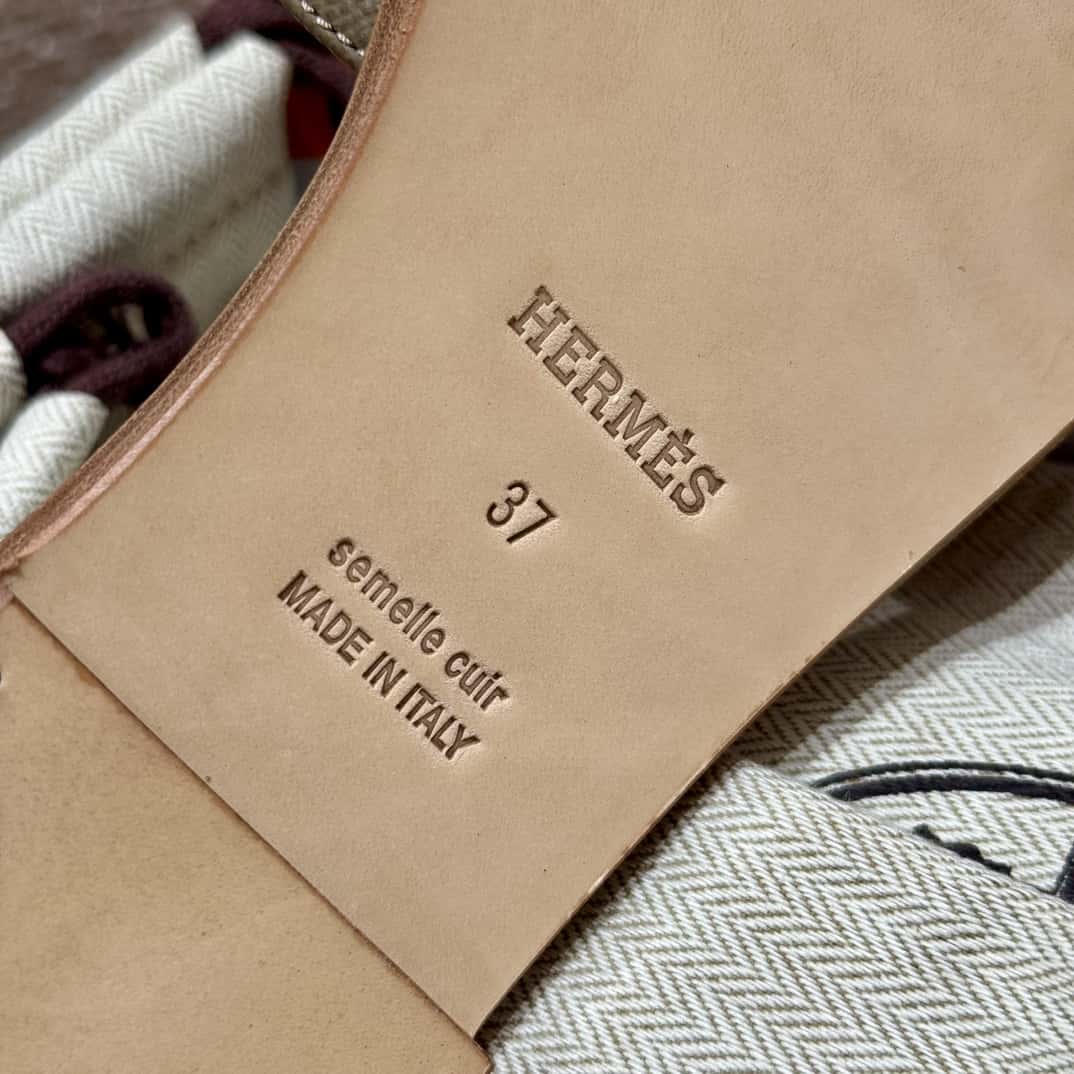 HERMÈS
37
semelle cuir
MADE IN ITALY